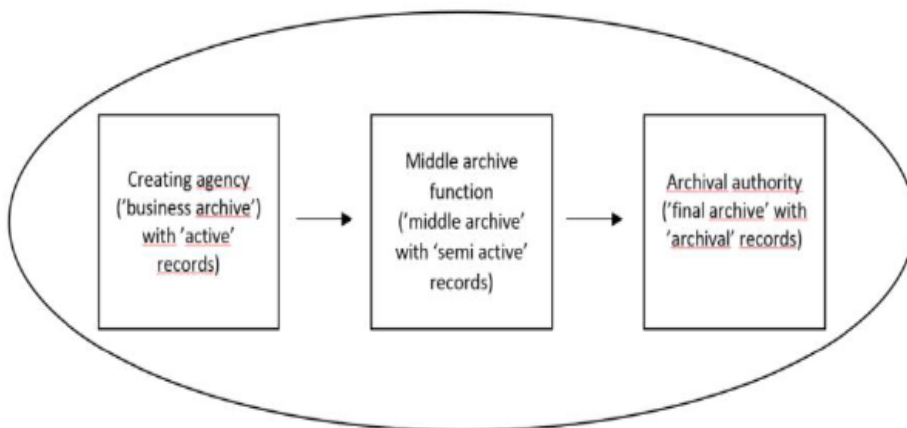 Creating agency
('business archive')
with 'active'
records)
Middle archive
function
('middle archive'
with 'semi active'
records)
Archival authority
('final archive' with
'archival' records)